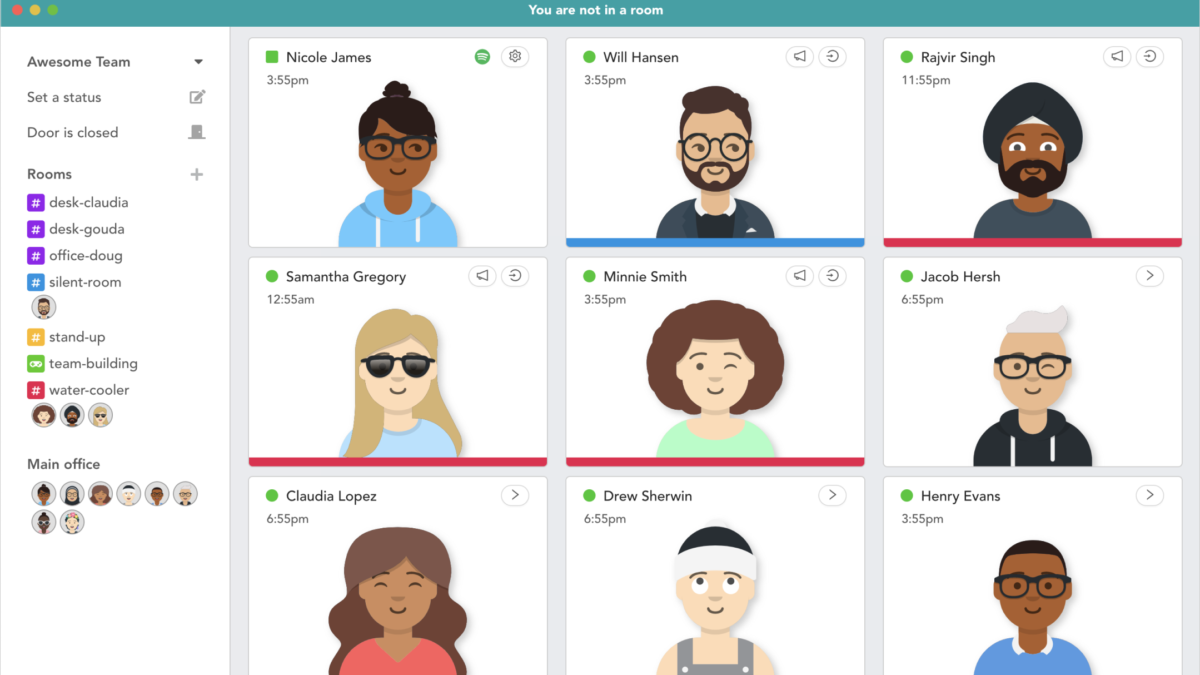 You are not in a room
Awesome Team
Set a status
Door is closed
Rooms
# desk-claudia
# desk-gouda
# office-doug
# silent-room
# stand-up
team-building
# water-cooler
Main office
Nicole James
3:55pm
Will Hansen
3:55pm
Rajvir Singh
11:55pm
Samantha Gregory
12:55am
Minnie Smith
3:55pm
Jacob Hersh
6:55pm
Claudia Lopez
6:55pm
Drew Sherwin
6:55pm
Henry Evans
3:55pm